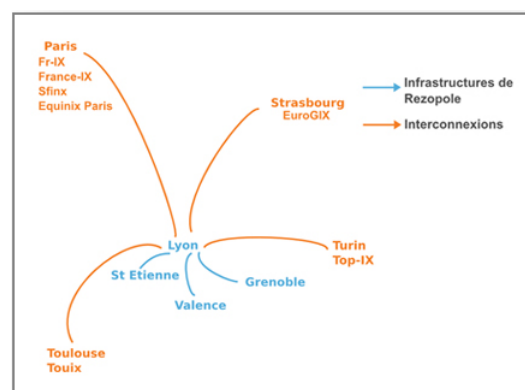 Paris
Fr-IX
France-IX
Sfinx
Equinix Paris
Strasbourg
EuroGIX
Infrastructures de
Rezopole
Interconnexions
Lyon
St Etienne
Valence
Grenoble
Turin
Top-IX
Toulouse
Touix